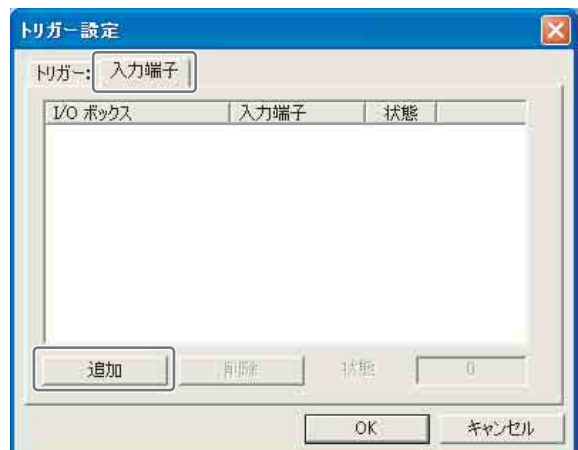 トリガー設定
トリガー: 入力端子
I/O ボックス 入力端子 状態
追加 削除 状態 0
OK キャンセル